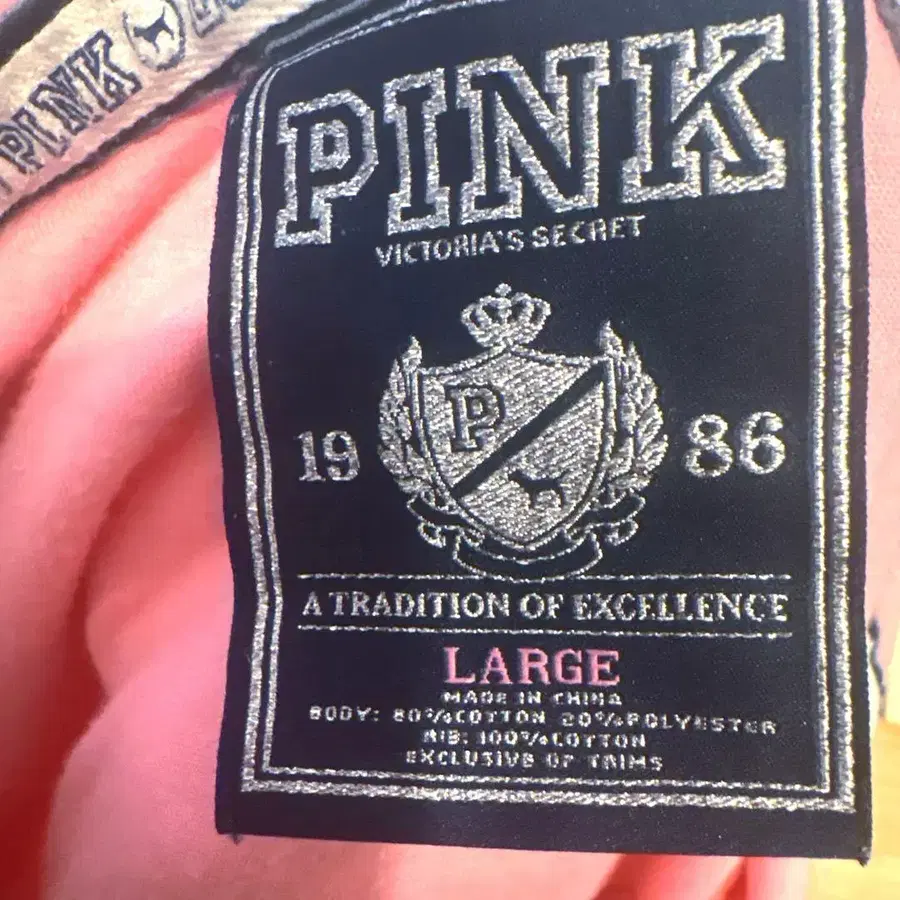 PINK
PINK
VICTORIA'S SECRET
P
19 86
A TRADITION OF EXCELLENCE
LARGE
MADE IN CHINA
BODY: 80%COTTON 20%POLYESTER
RIB: 100%COTTON
EXCLUSIVE OF TRIMS